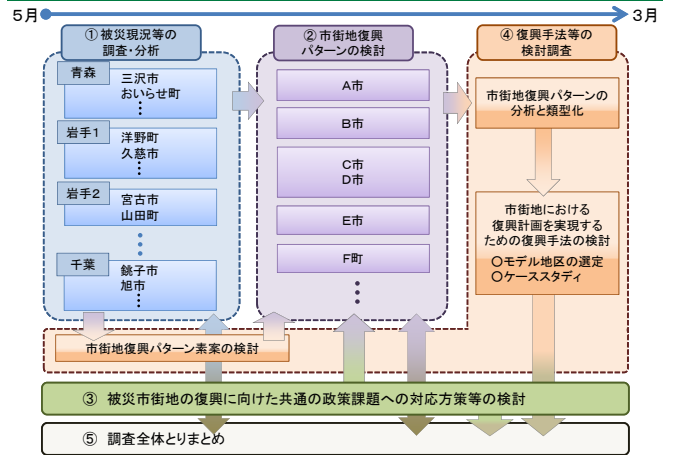 5月
3月
① 被災現況等の
調査・分析
青森
三沢市
おいらせ町
岩手1
洋野町
久慈市
岩手2
宮古市
山田町
千葉
銚子市
旭市
② 市街地復興
パターンの検討
A市
B市
C市
D市
E市
F町
④ 復興手法等の
検討調査
市街地復興パターンの
分析と類型化
市街地における
復興計画を実現する
ための復興手法の検討
○モデル地区の選定
○ケーススタディ
市街地復興パターン素案の検討
③ 被災市街地の復興に向けた共通の政策課題への対応方策等の検討
⑤ 調査全体とりまとめ